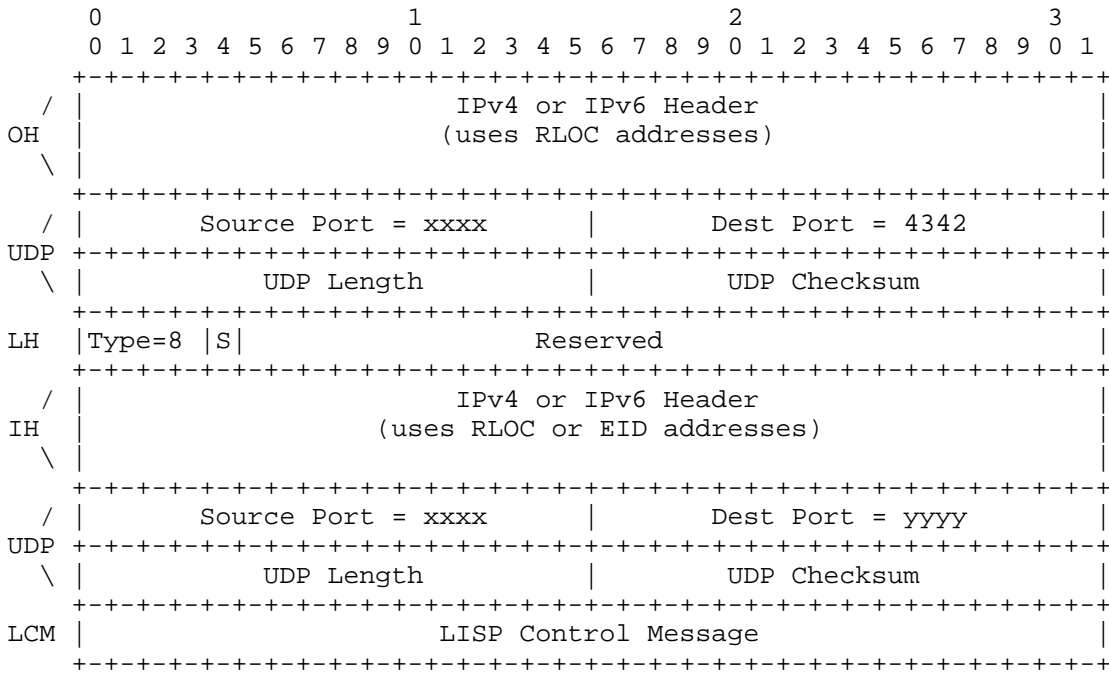 0                   1                   2                   3
        0 1 2 3 4 5 6 7 8 9 0 1 2 3 4 5 6 7 8 9 0 1 2 3 4 5 6 7 8 9 0 1
       +-+-+-+-+-+-+-+-+-+-+-+-+-+-+-+-+-+-+-+-+-+-+-+-+-+-+-+-+-+-+-+-+
     / |                       IPv4 or IPv6 Header                     |
   OH  |                      (uses RLOC addresses)                    |
     \ |                                                               |
       +-+-+-+-+-+-+-+-+-+-+-+-+-+-+-+-+-+-+-+-+-+-+-+-+-+-+-+-+-+-+-+-+
     / |       Source Port = xxxx      |       Dest Port = 4342        |
   UDP +-+-+-+-+-+-+-+-+-+-+-+-+-+-+-+-+-+-+-+-+-+-+-+-+-+-+-+-+-+-+-+-+
     \ |           UDP Length          |        UDP Checksum           |
       +-+-+-+-+-+-+-+-+-+-+-+-+-+-+-+-+-+-+-+-+-+-+-+-+-+-+-+-+-+-+-+-+
   LH  |Type=8 |S|                  Reserved                           |
       +-+-+-+-+-+-+-+-+-+-+-+-+-+-+-+-+-+-+-+-+-+-+-+-+-+-+-+-+-+-+-+-+
     / |                       IPv4 or IPv6 Header                     |
   IH  |                  (uses RLOC or EID addresses)                 |
     \ |                                                               |
       +-+-+-+-+-+-+-+-+-+-+-+-+-+-+-+-+-+-+-+-+-+-+-+-+-+-+-+-+-+-+-+-+
     / |       Source Port = xxxx      |       Dest Port = yyyy        |
   UDP +-+-+-+-+-+-+-+-+-+-+-+-+-+-+-+-+-+-+-+-+-+-+-+-+-+-+-+-+-+-+-+-+
     \ |           UDP Length          |        UDP Checksum           |
       +-+-+-+-+-+-+-+-+-+-+-+-+-+-+-+-+-+-+-+-+-+-+-+-+-+-+-+-+-+-+-+-+
   LCM |                      LISP Control Message                     |
       +-+-+-+-+-+-+-+-+-+-+-+-+-+-+-+-+-+-+-+-+-+-+-+-+-+-+-+-+-+-+-+-+